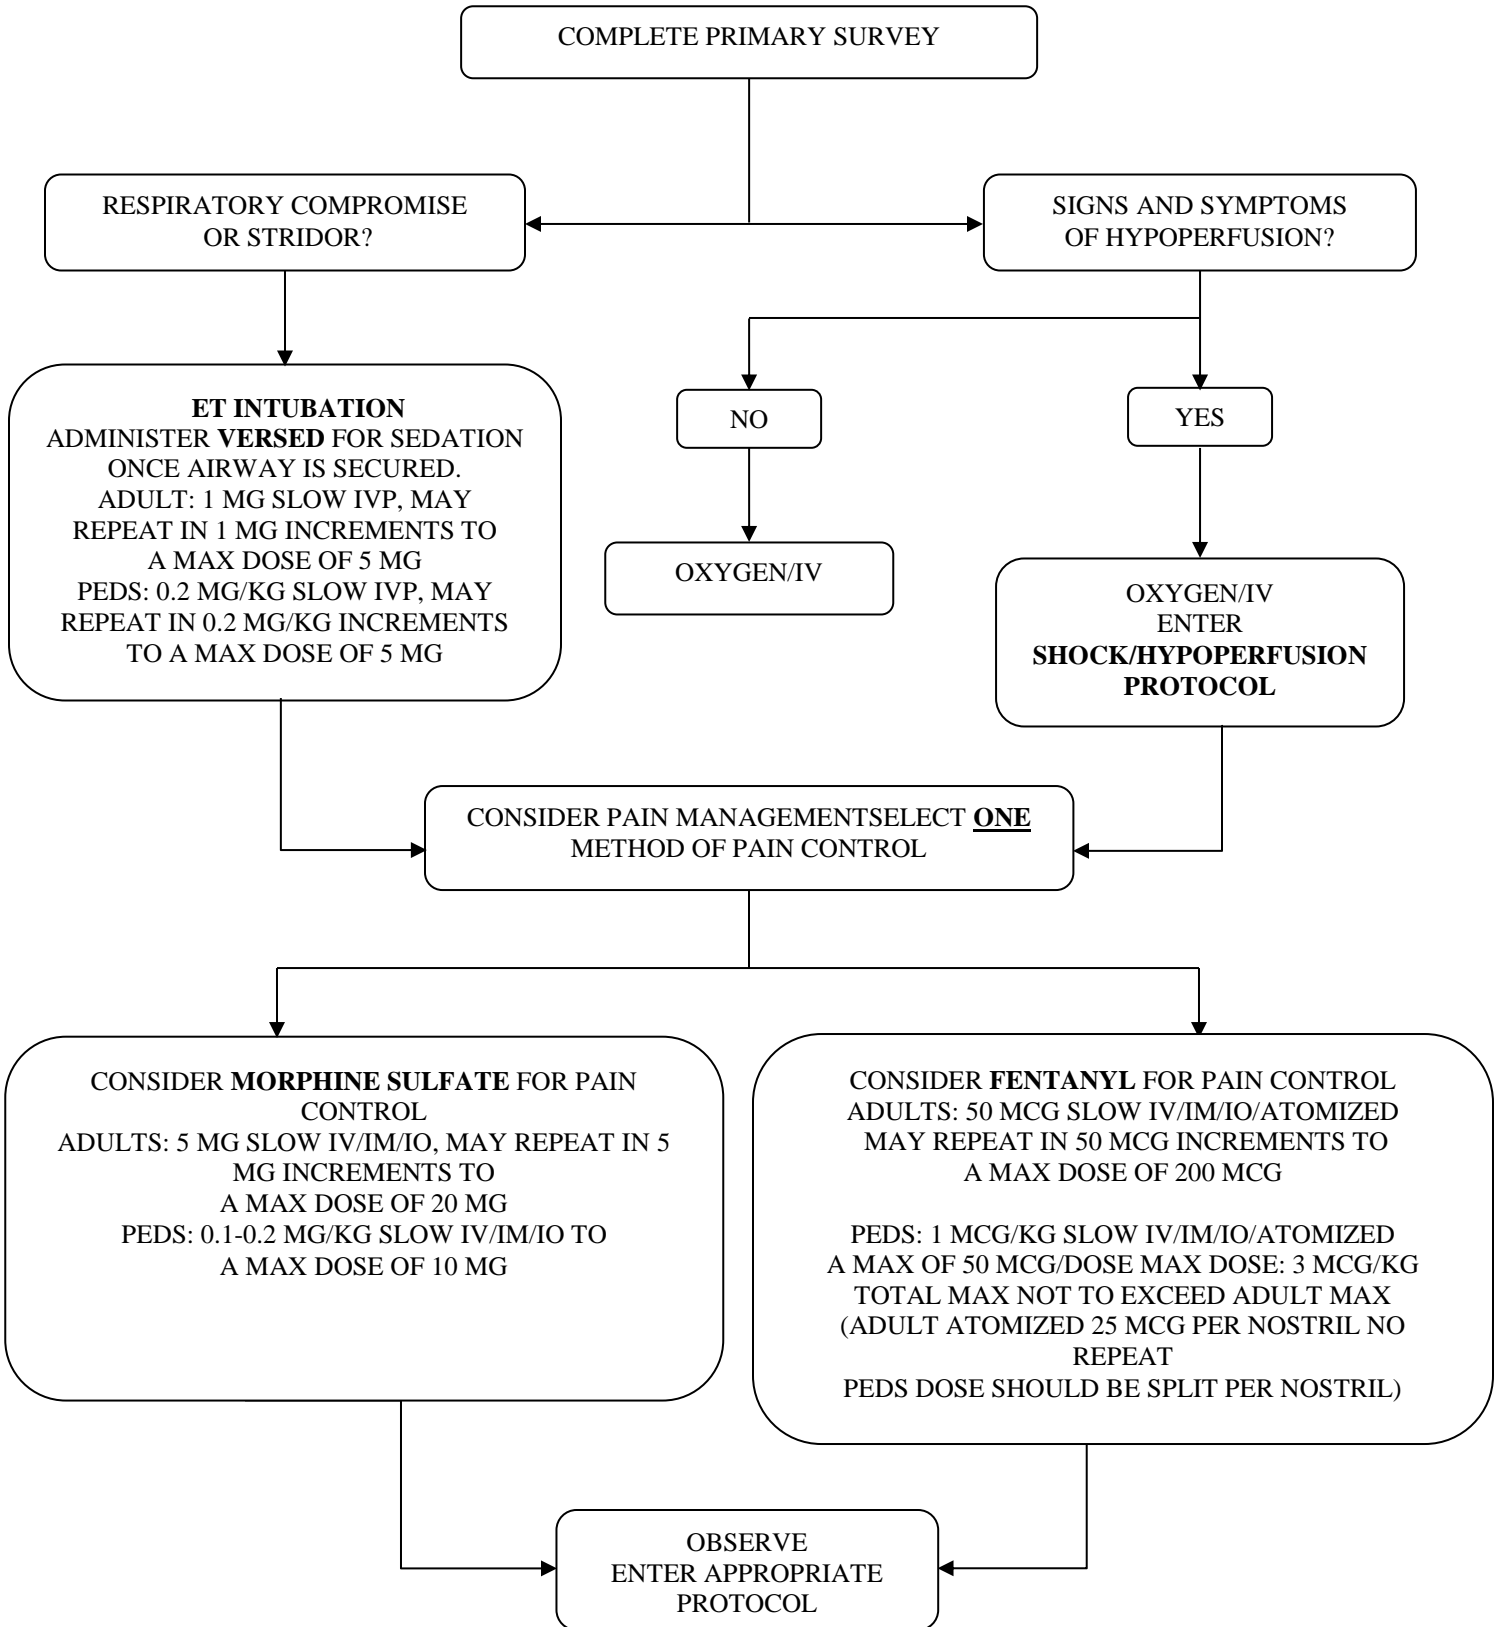 COMPLETE PRIMARY SURVEY
RESPIRATORY COMPROMISE
OR STRIDOR?
SIGNS AND SYMPTOMS
OF HYPOPERFUSION?
ET INTUBATION
ADMINISTER VERSED FOR SEDATION
ONCE AIRWAY IS SECURED.
ADULT: 1 MG SLOW IVP, MAY
REPEAT IN 1 MG INCREMENTS TO
A MAX DOSE OF 5 MG
PEDS: 0.2 MG/KG SLOW IVP, MAY
REPEAT IN 0.2 MG/KG INCREMENTS
TO A MAX DOSE OF 5 MG
NO
YES
OXYGEN/IV
OXYGEN/IV
ENTER
SHOCK/HYPOPERFUSION
PROTOCOL
CONSIDER PAIN MANAGEMENTSELECT ONE
METHOD OF PAIN CONTROL
CONSIDER MORPHINE SULFATE FOR PAIN
CONTROL
ADULTS: 5 MG SLOW IV/IM/IO, MAY REPEAT IN 5
MG INCREMENTS TO
A MAX DOSE OF 20 MG
PEDS: 0.1-0.2 MG/KG SLOW IV/IM/IO TO
A MAX DOSE OF 10 MG
CONSIDER FENTANYL FOR PAIN CONTROL
ADULTS: 50 MCG SLOW IV/IM/IO/ATOMIZED
MAY REPEAT IN 50 MCG INCREMENTS TO
A MAX DOSE OF 200 MCG
PEDS: 1 MCG/KG SLOW IV/IM/IO/ATOMIZED
A MAX OF 50 MCG/DOSE MAX DOSE: 3 MCG/KG
TOTAL MAX NOT TO EXCEED ADULT MAX
(ADULT ATOMIZED 25 MCG PER NOSTRIL NO
REPEAT
PEDS DOSE SHOULD BE SPLIT PER NOSTRIL)
OBSERVE
ENTER APPROPRIATE
PROTOCOL